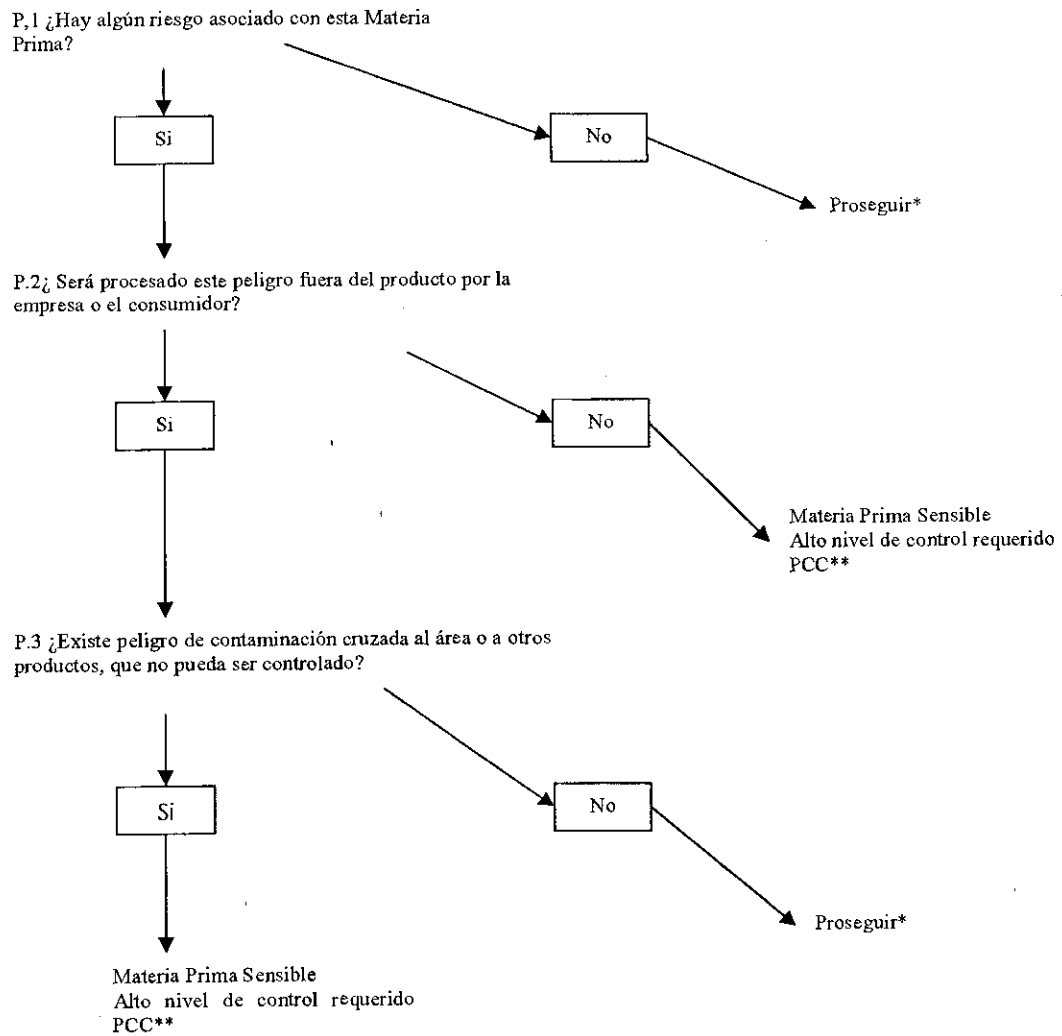 P,1 ¿Hay algún riesgo asociado con esta Materia
Prima?
Si
No
Proseguir*
P.2¿ Será procesado este peligro fuera del producto por la
empresa o el consumidor?
Si
No
Materia Prima Sensible
Alto nivel de control requerido
PCC**
P.3 ¿Existe peligro de contaminación cruzada al área o a otros
productos, que no pueda ser controlado?
Si
No
Proseguir*
Materia Prima Sensible
Alto nivel de control requerido
PCC**